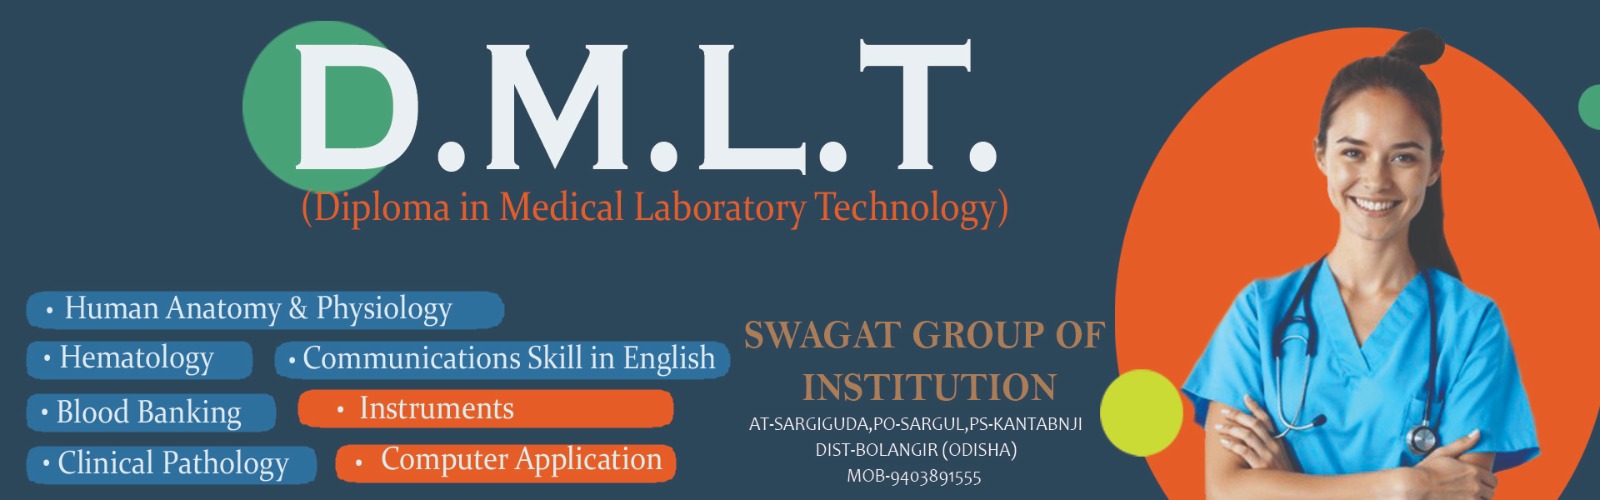 D.M.L.T.
(Diploma in Medical Laboratory Technology)
• Human Anatomy & Physiology
• Hematology
• Communications Skill in English
• Blood Banking
• Instruments
• Clinical Pathology
• Computer Application
SWAGAT GROUP OF
INSTITUTION
AT-SARGIGUDA,PO-SARGUL,PS-KANTABNJI
DIST-BOLANGIR (ODISHA)
MOB-9403891555